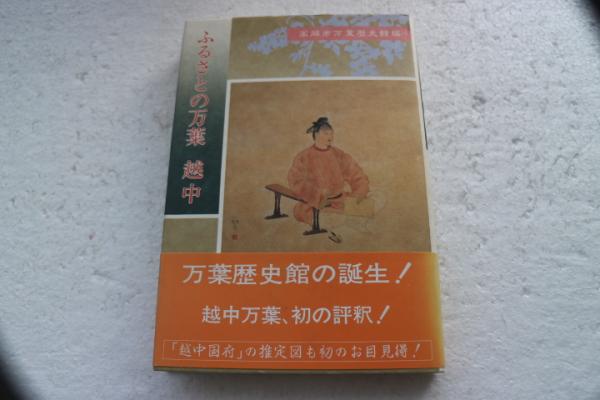 高岡市万葉歴史館編
ふるさとの万葉 越中
万葉歴史館の誕生！
越中万葉、初の評釈！
「越中国府」の推定図も初のお目見得！